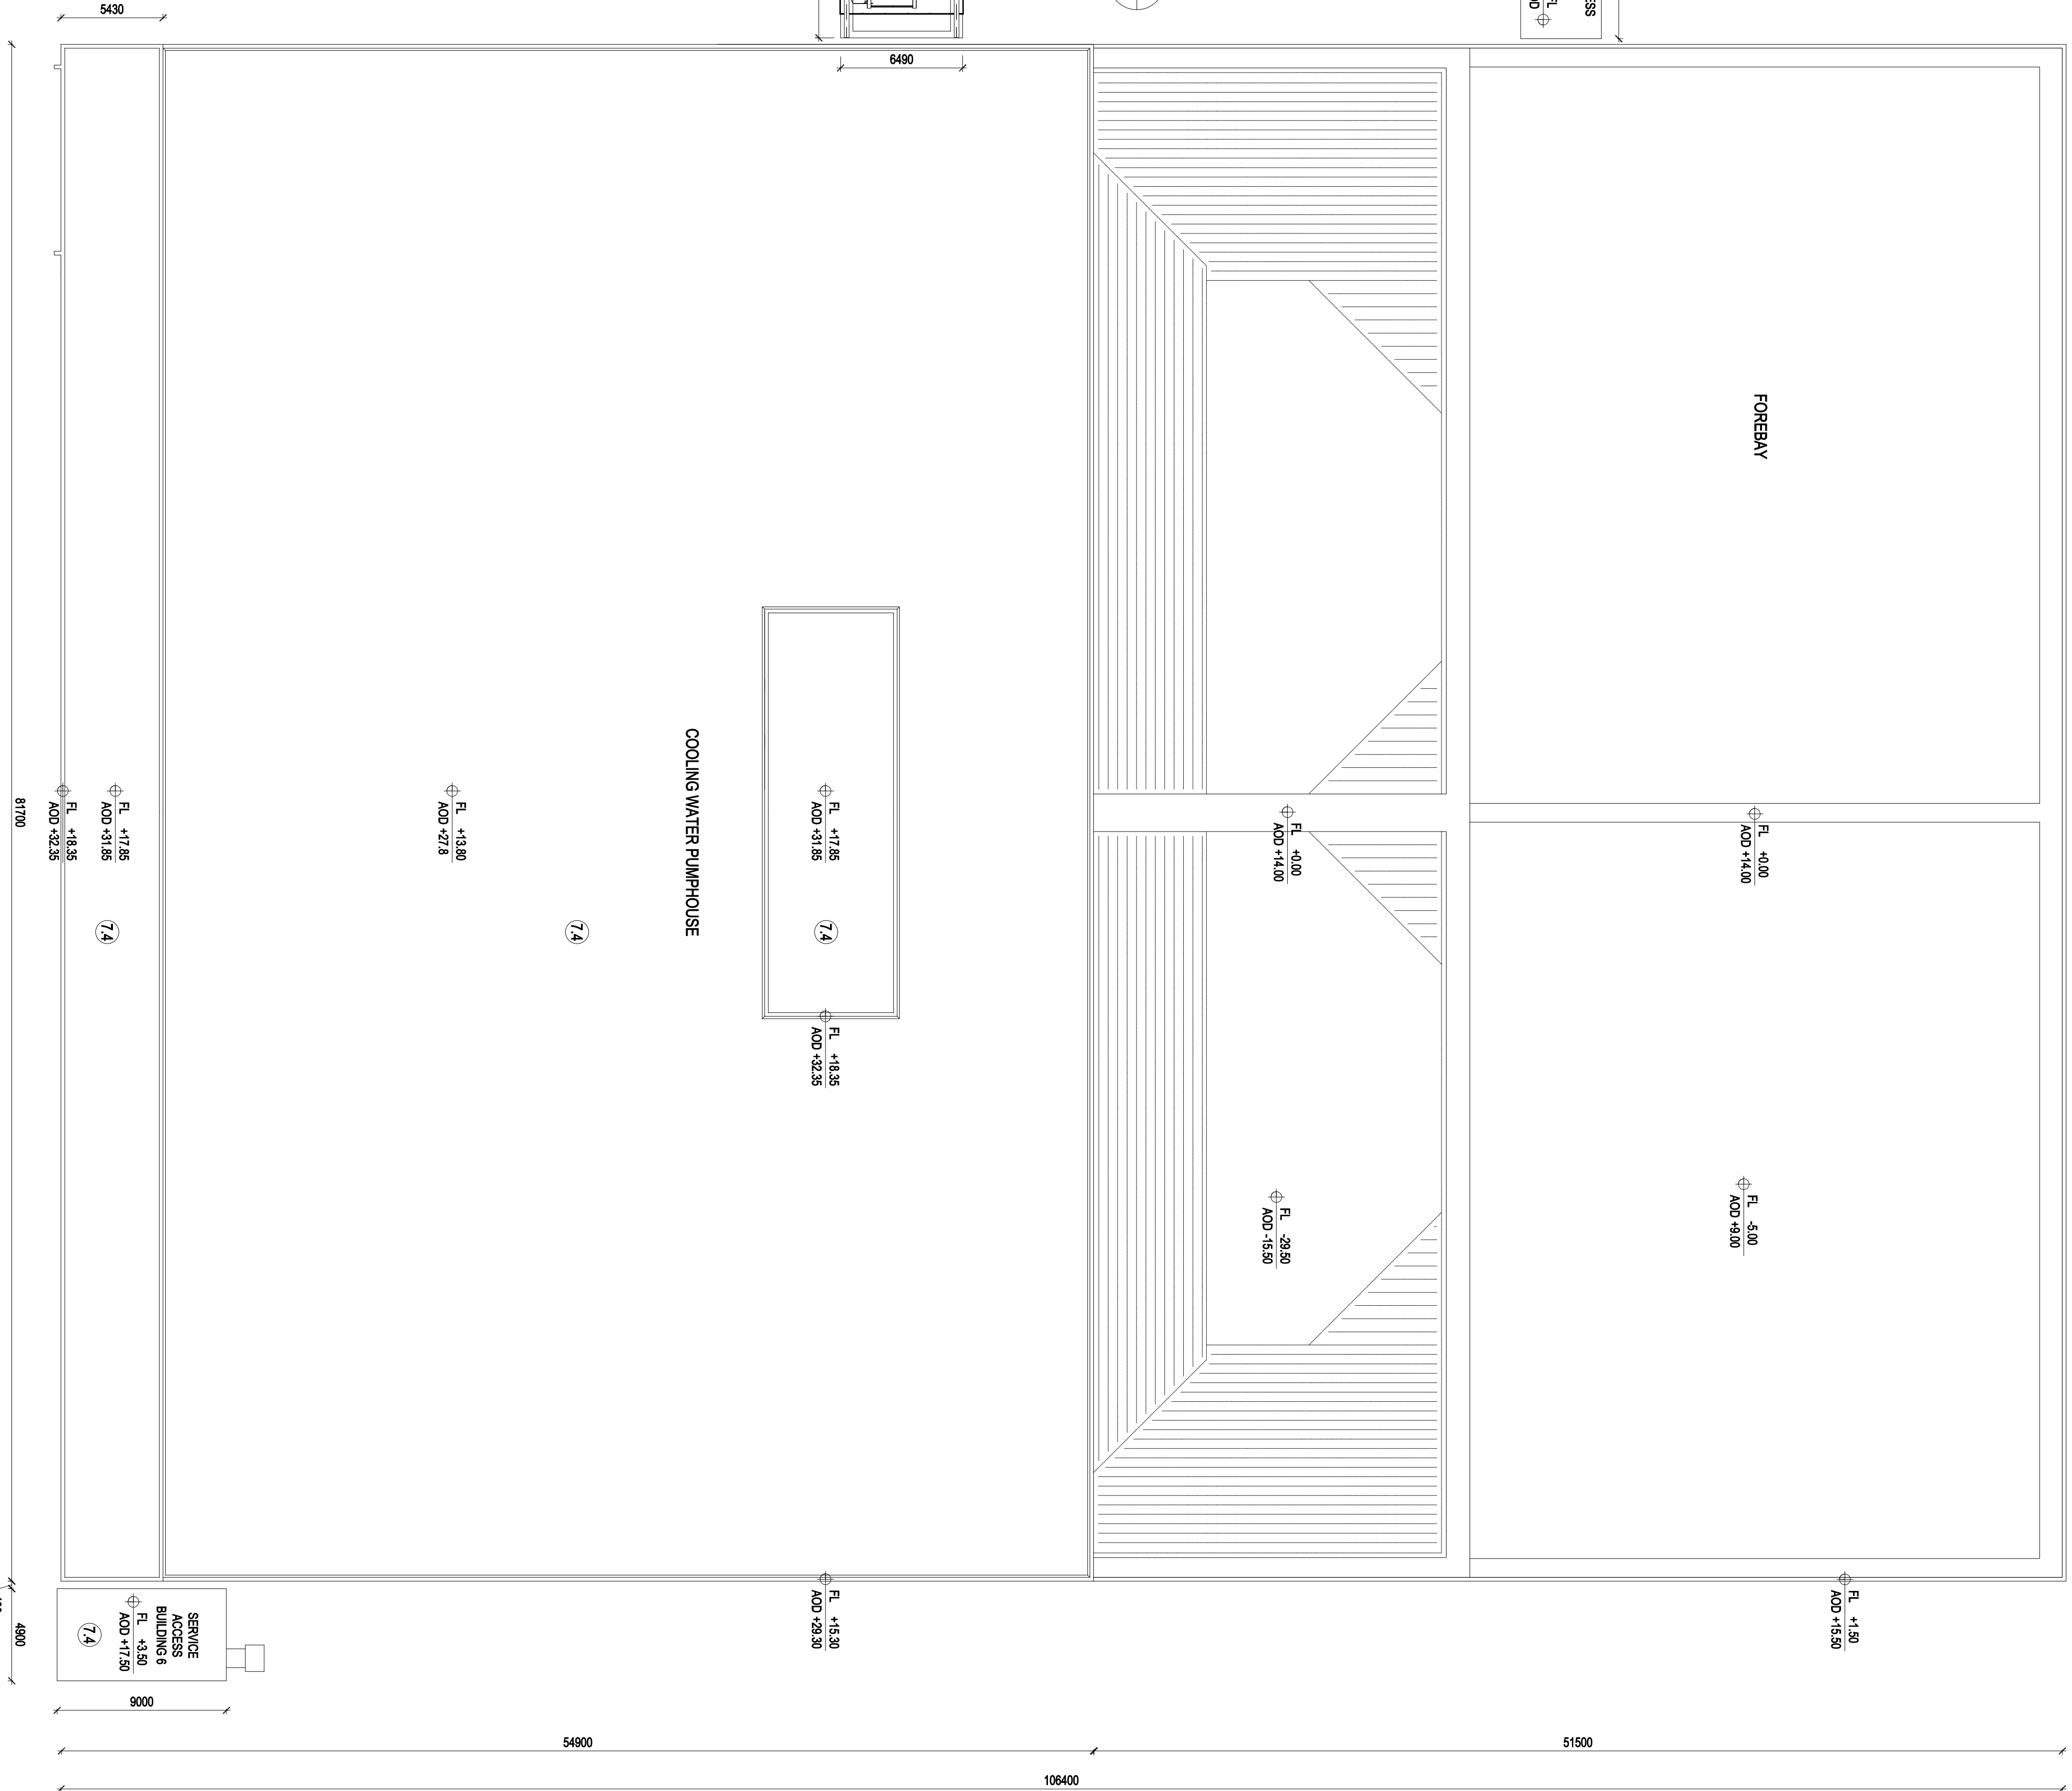 5430
6490
ESS
FL
OD
FOREBAY
FL +0.00
AOD +14.00
FL +0.00
AOD +14.00
FL -5.00
AOD +9.00
FL -29.50
AOD -15.50
FL +1.50
AOD +15.50
COOLING WATER PUMPHOUSE
FL +17.85
AOD +31.85
7.4
FL +18.35
AOD +32.35
FL +13.80
AOD +27.8
7.4
FL +17.85
AOD +31.85
FL +18.35
AOD +32.35
7.4
FL +15.30
AOD +29.30
SERVICE
ACCESS
BUILDING 6
FL +3.50
AOD +17.50
7.4
81700
4900
9000
54900
51500
106400